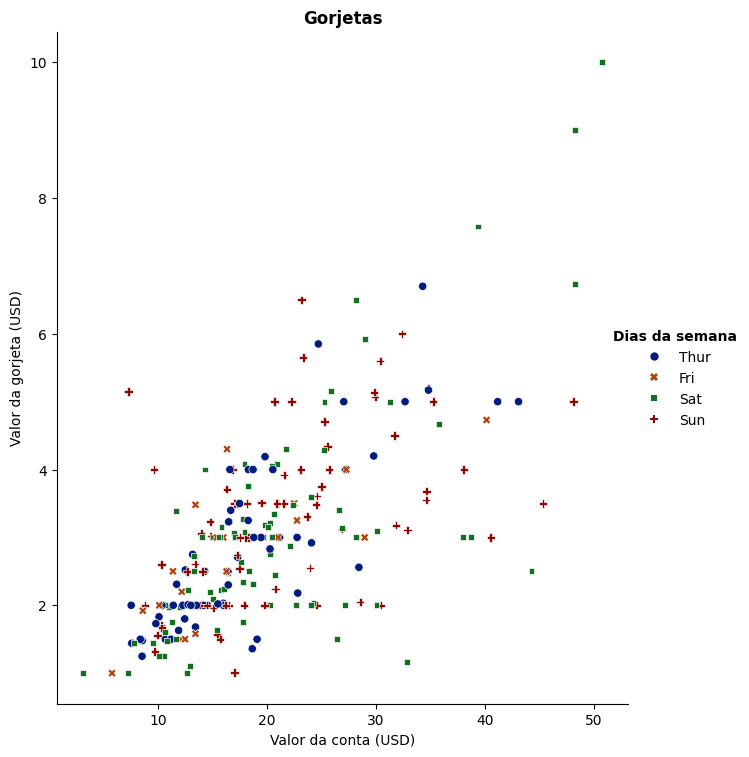 Gorjetas
10
8
6
4
2
Valor da gorjeta (USD)
10 20 30 40 50
Valor da conta (USD)
Dias da semana
Thur
Fri
Sat
Sun